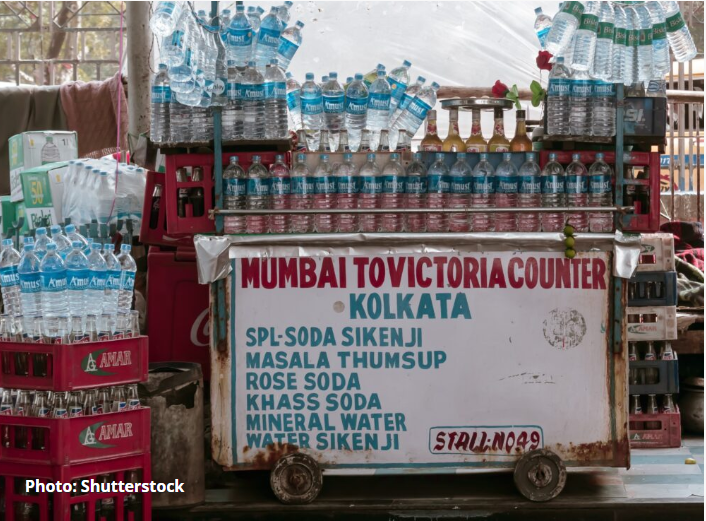 MUMBAI TO VICTORIA COUNTER
KOLKATA
SPL-SODA SIKENJI
MASALA THUMSUP
ROSE SODA
KHASS SODA
MINERAL WATER
WATER SIKENJI
STALL:NO49
AMAR
AMAR
Photo: Shutterstock